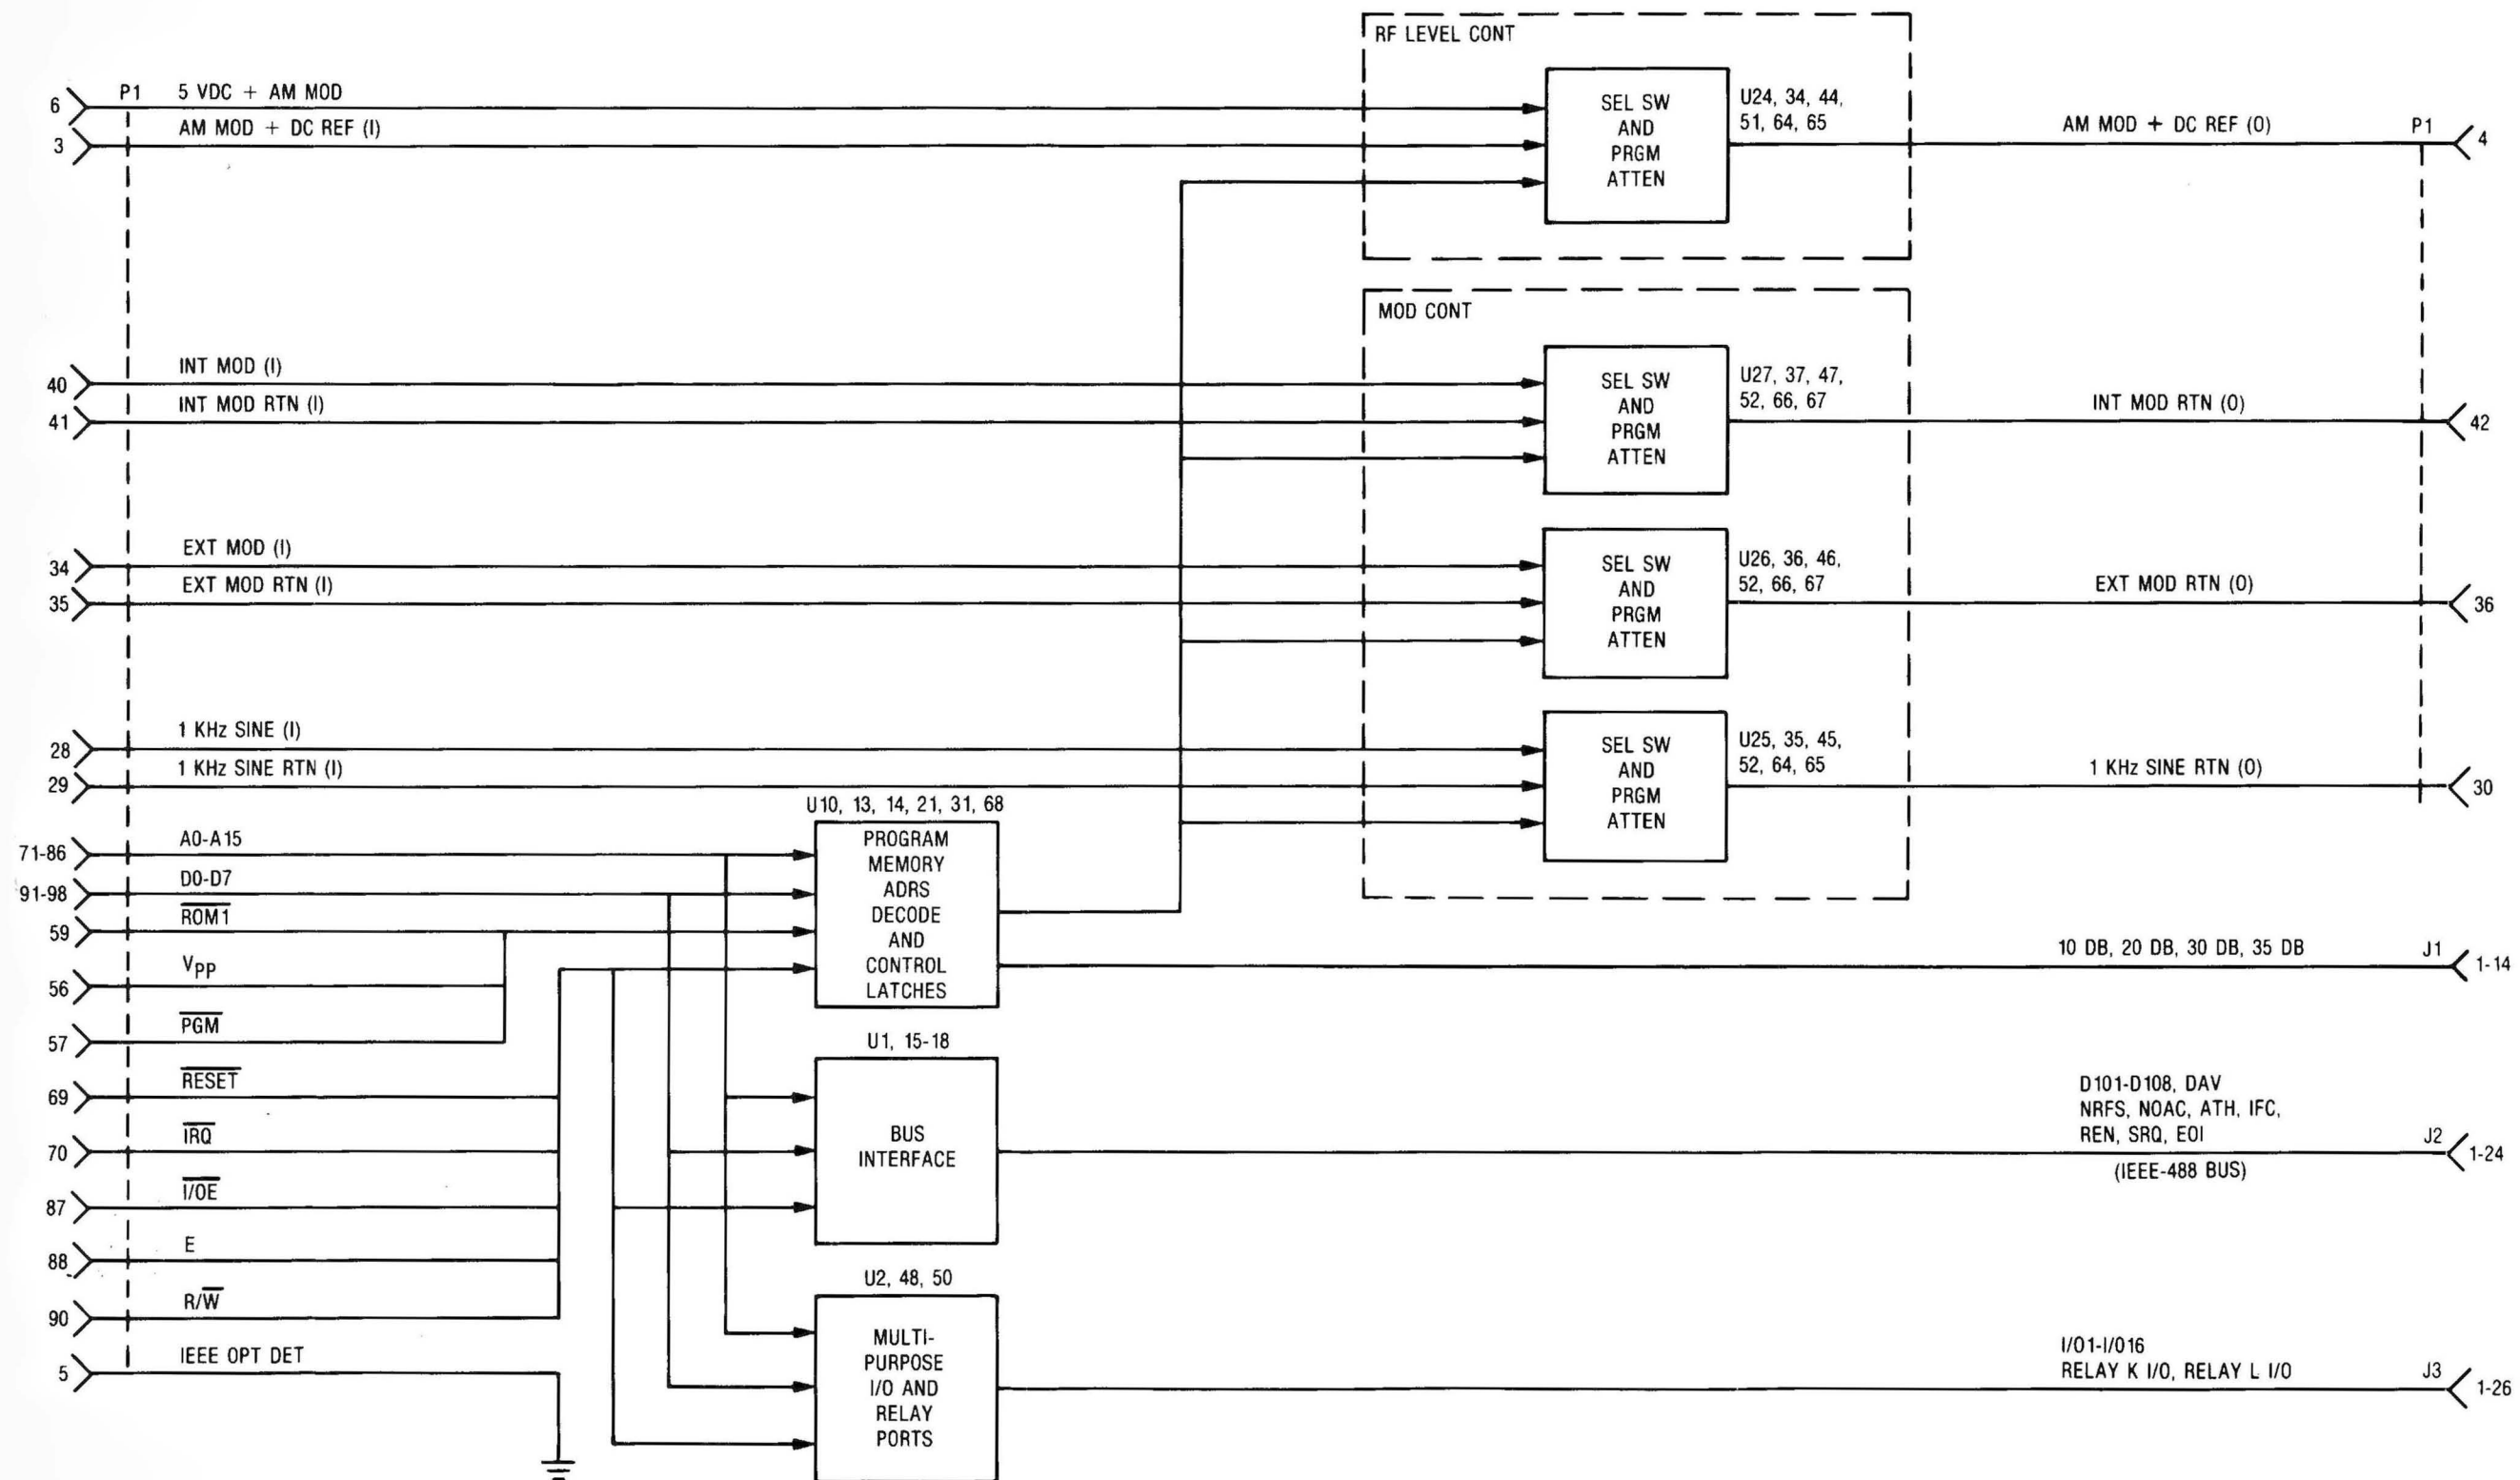 RF LEVEL CONT
6 P1 5 VDC + AM MOD
3 AM MOD + DC REF (I)
SEL SW
AND
PRGM
ATTEN
U24, 34, 44,
51, 64, 65
AM MOD + DC REF (O) P1 4
MOD CONT
40 INT MOD (I)
41 INT MOD RTN (I)
SEL SW
AND
PRGM
ATTEN
U27, 37, 47,
52, 66, 67
INT MOD RTN (O) 42
34 EXT MOD (I)
35 EXT MOD RTN (I)
SEL SW
AND
PRGM
ATTEN
U26, 36, 46,
52, 66, 67
EXT MOD RTN (O) 36
28 1 KHz SINE (I)
29 1 KHz SINE RTN (I)
SEL SW
AND
PRGM
ATTEN
U25, 35, 45,
52, 64, 65
1 KHz SINE RTN (O) 30
71-86 A0-A15
91-98 D0-D7
59 ROM1
56 VPP
57 PGM
69 RESET
70 IRQ
87 I/OE
88 E
90 R/W
5 IEEE OPT DET
U10, 13, 14, 21, 31, 68
PROGRAM
MEMORY
ADRS
DECODE
AND
CONTROL
LATCHES
10 DB, 20 DB, 30 DB, 35 DB J1 1-14
U1, 15-18
BUS
INTERFACE
D101-D108, DAV
NRFS, NOAC, ATH, IFC,
REN, SRQ, EOI J2 1-24
(IEEE-488 BUS)
U2, 48, 50
MULTI-
PURPOSE
I/O AND
RELAY
PORTS
I/O1-I/O16
RELAY K I/O, RELAY L I/O J3 1-26